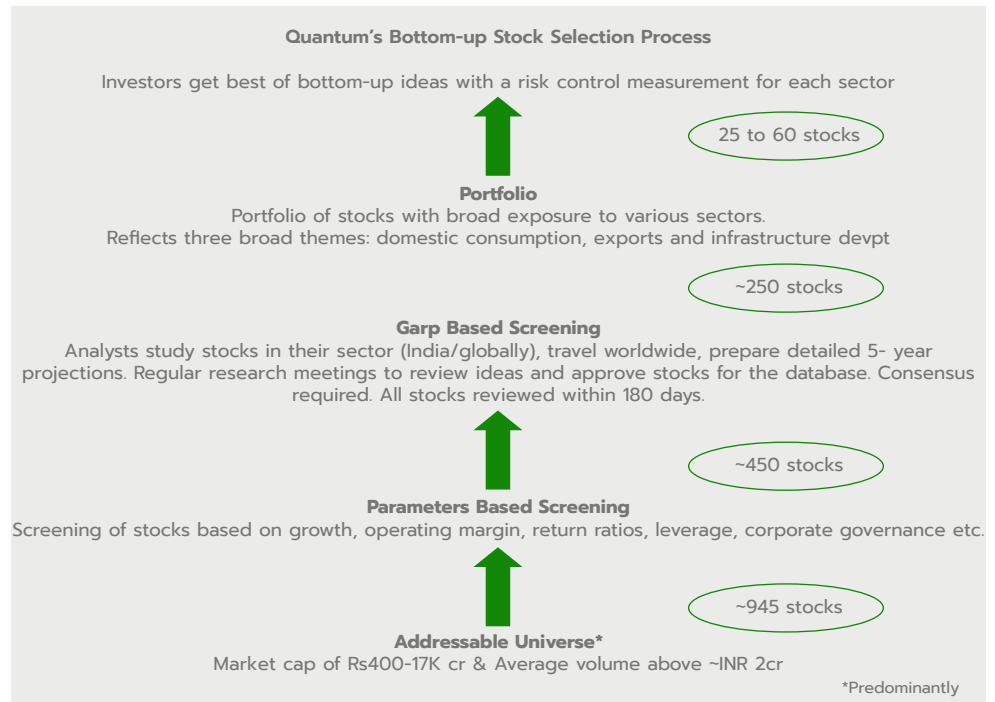 Quantum's Bottom-up Stock Selection Process
Investors get best of bottom-up ideas with a risk control measurement for each sector
25 to 60 stocks
Portfolio
Portfolio of stocks with broad exposure to various sectors.
Reflects three broad themes: domestic consumption, exports and infrastructure devpt
~250 stocks
Garp Based Screening
Analysts study stocks in their sector (India/globally), travel worldwide, prepare detailed 5- year
projections. Regular research meetings to review ideas and approve stocks for the database. Consensus
required. All stocks reviewed within 180 days.
~450 stocks
Parameters Based Screening
Screening of stocks based on growth, operating margin, return ratios, leverage, corporate governance etc.
~945 stocks
Addressable Universe*
Market cap of Rs400-17K cr & Average volume above ~INR 2cr
*Predominantly